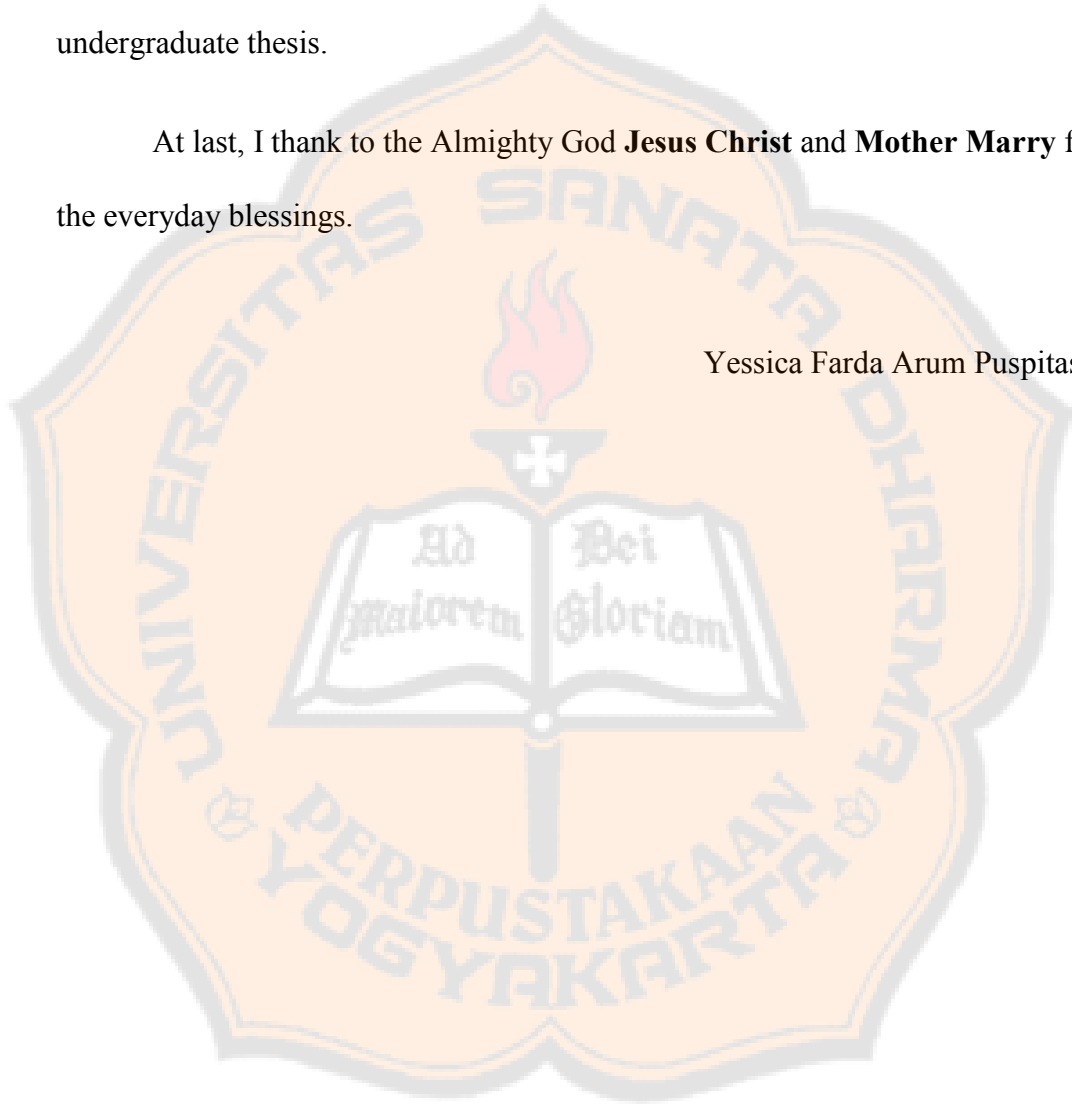 undergraduate thesis.
At last, I thank to the Almighty God Jesus Christ and Mother Marry f
the everyday blessings.
Yessica Farda Arum Puspitas
UNIVERSITAS SANATA DHARMA
Ad Dei
Maiorem Gloriam
PERPUSTAKAAN
YOGYAKARTA